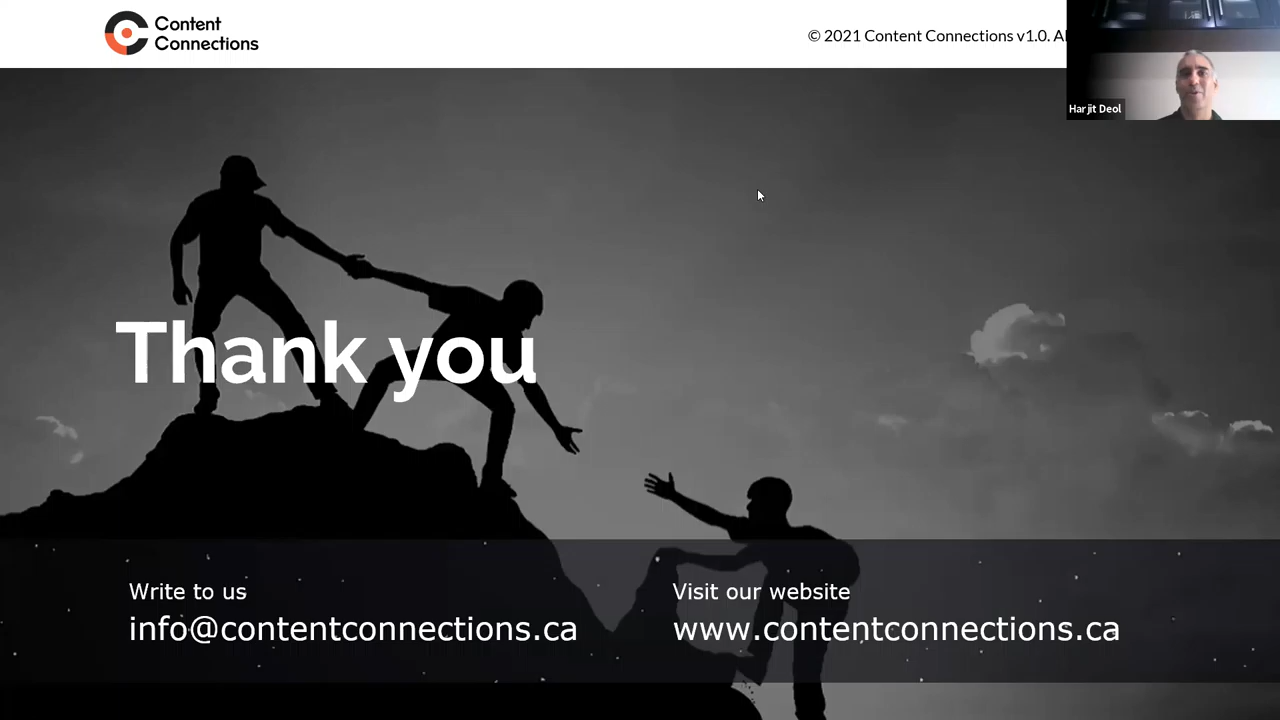 Content
Connections
© 2021 Content Connections v1.0.
Harjit Deol
Thank you
Write to us
info@contentconnections.ca
Visit our website
www.contentconnections.ca